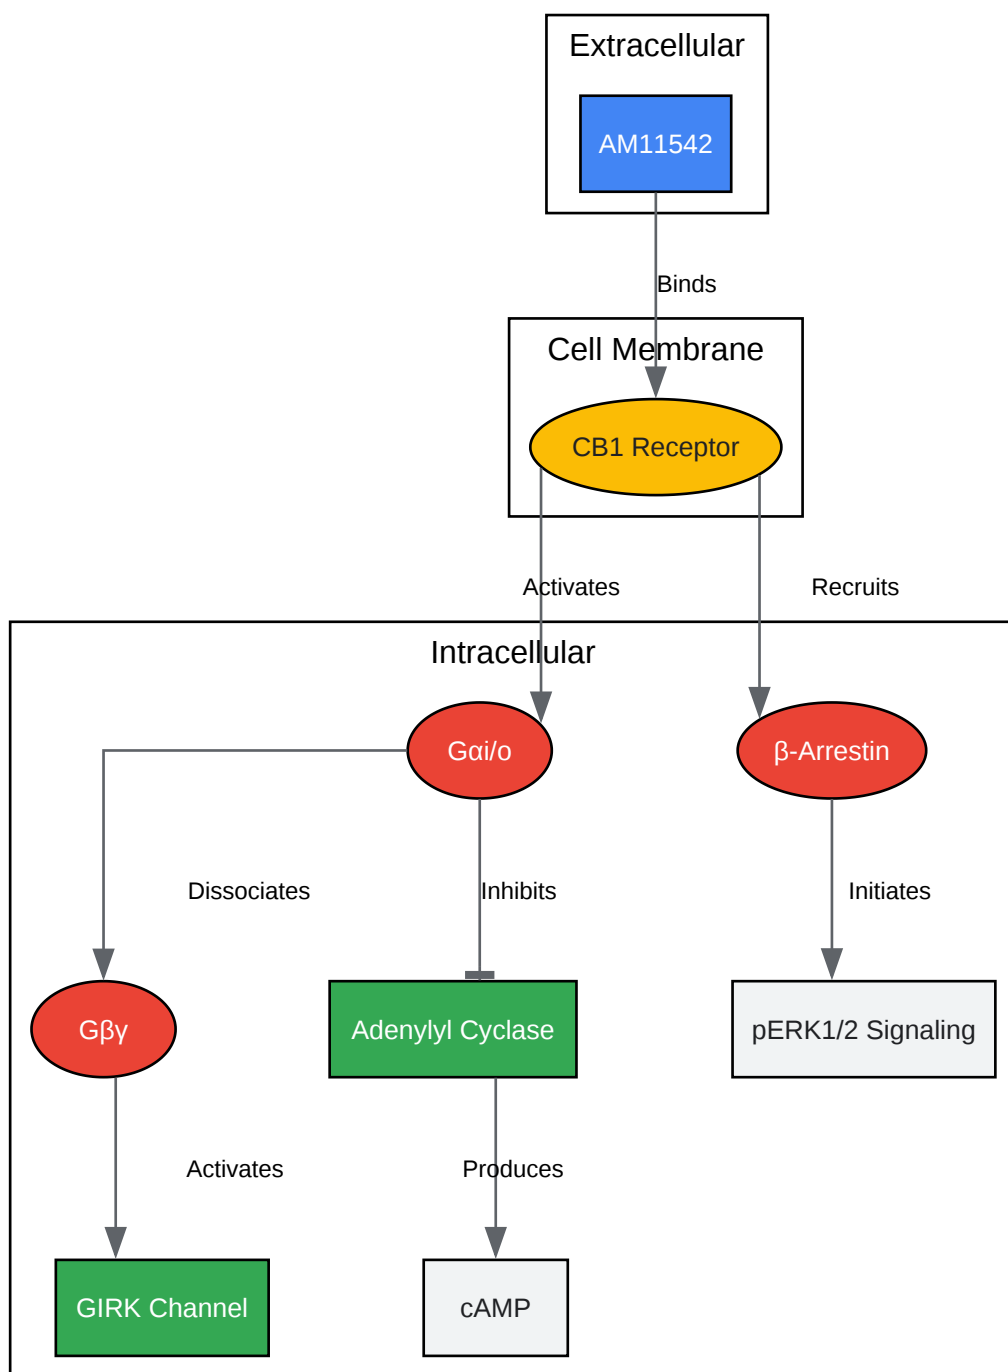 Extracellular
AM11542
Binds
Cell Membrane
CB1 Receptor
Activates
Recruits
Intracellular
Gαi/o
β-Arrestin
Dissociates
Inhibits
Initiates
Gβγ
Adenylyl Cyclase
pERK1/2 Signaling
Activates
Produces
GIRK Channel
cAMP